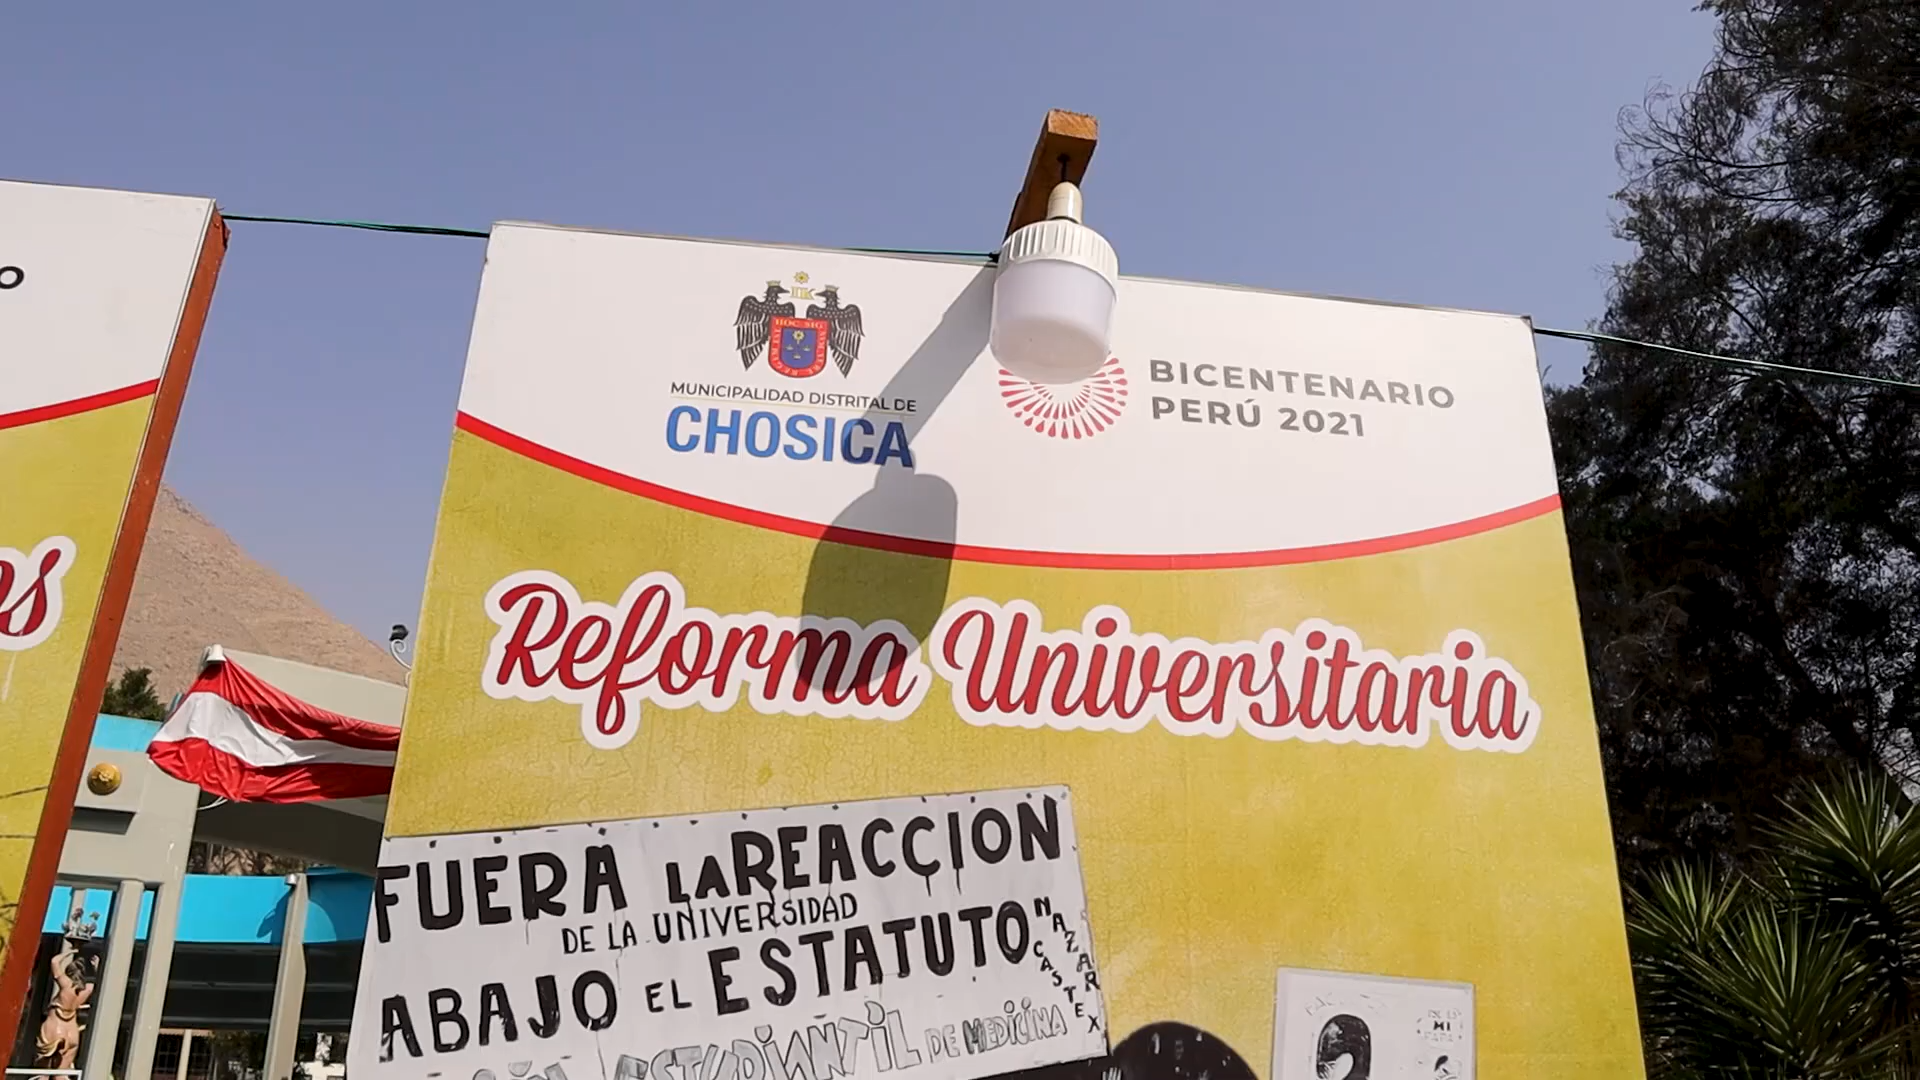 MUNICIPALIDAD DISTRITAL DE
CHOSICA
BICENTENARIO
PERÚ 2021
Reforma Universitaria
FUERA LA REACCION
DE LA UNIVERSIDAD
ABAJO EL ESTATUTO
NAZAR
CASTEX
ESTUDIANTIL DE MEDICINA
MI